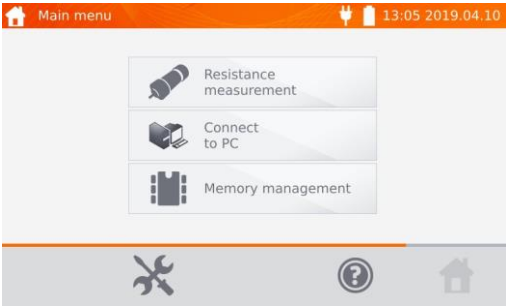 Main menu
13:05 2019.04.10
Resistance
measurement
Connect
to PC
Memory management
?